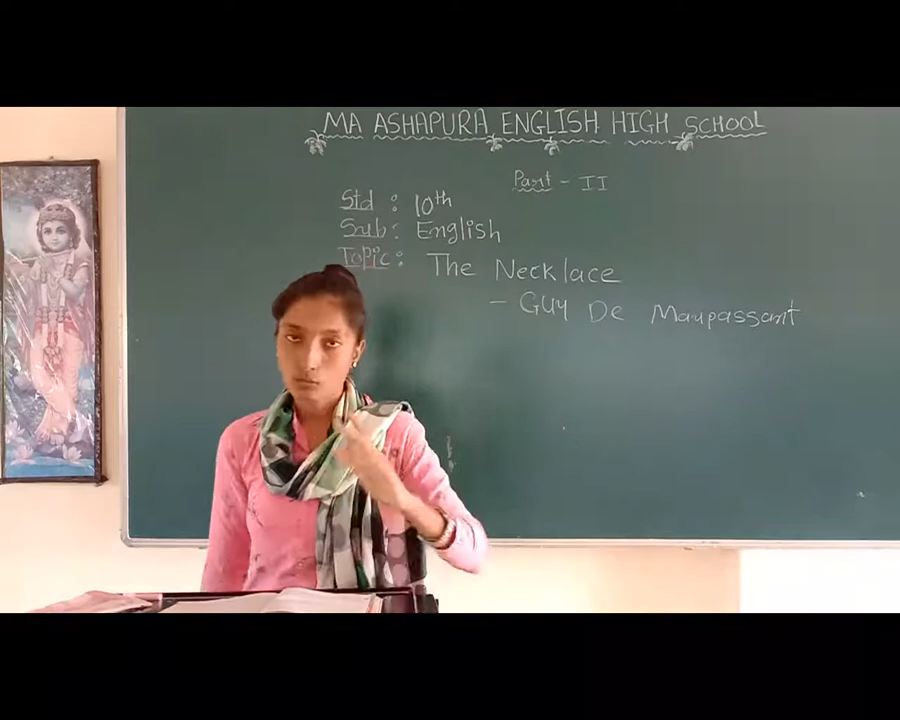 MA ASHAPURA ENGLISH HIGH SCHOOL
Part - II
Std : 10th
Sub : English
Topic : The Necklace
- Guy De Maupassant